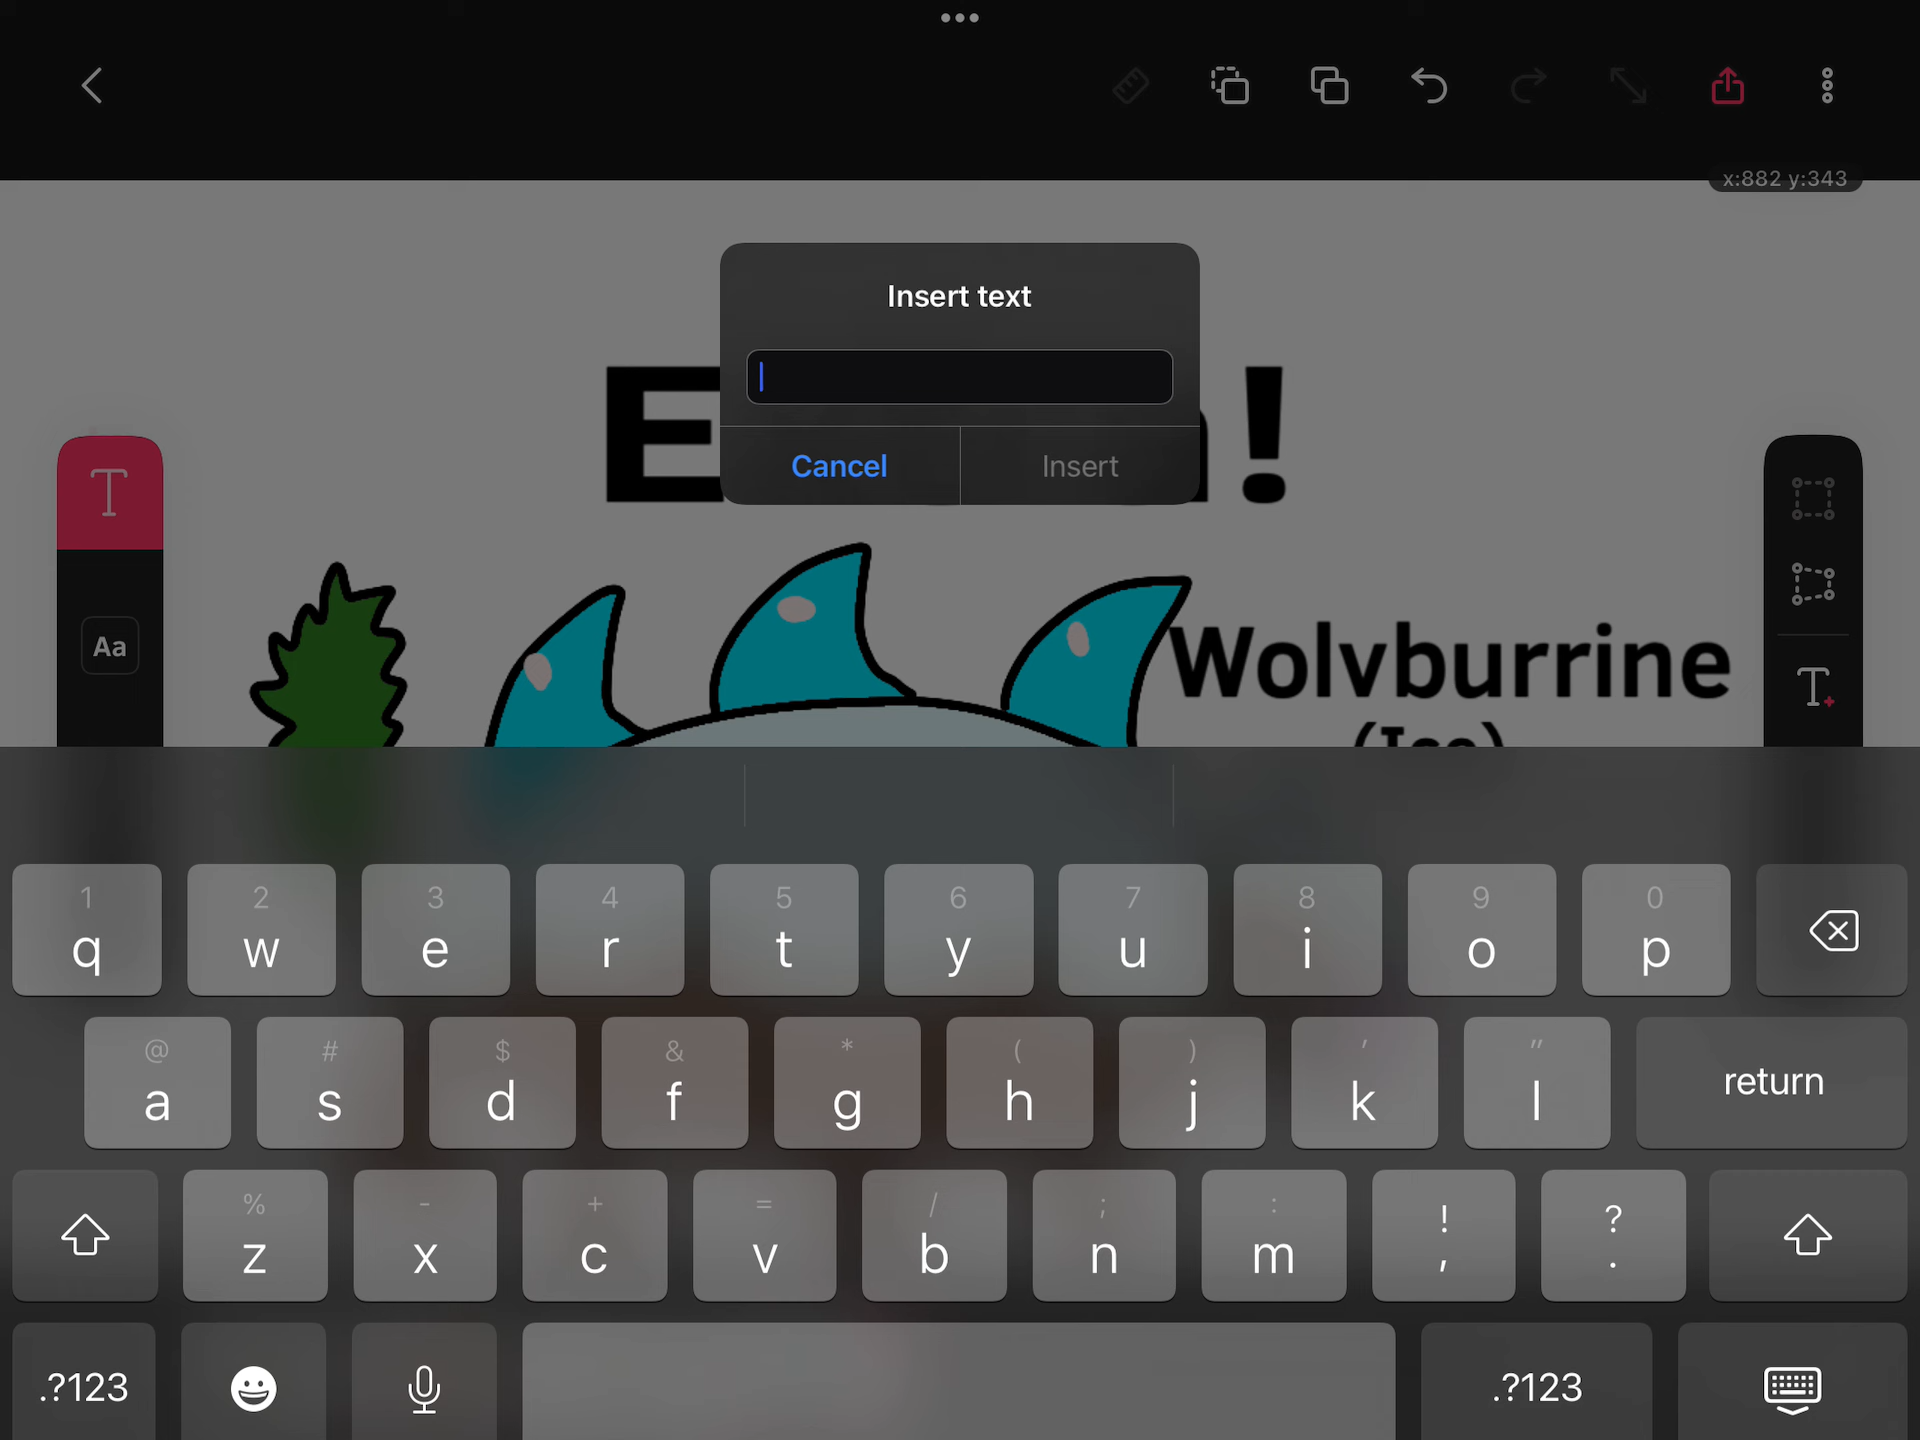 x:882 y:343
Insert text
E
!
Cancel
Insert
T
Aa
Wolvburrine
T+
1 2 3 4 5 6 7 8 9 0
q w e r t y u i o p
@ # $ & * ( ) ' "
a s d f g h j k l return
% - + = / ; : ! ?
z x c v b n m , .
.?123 .?123